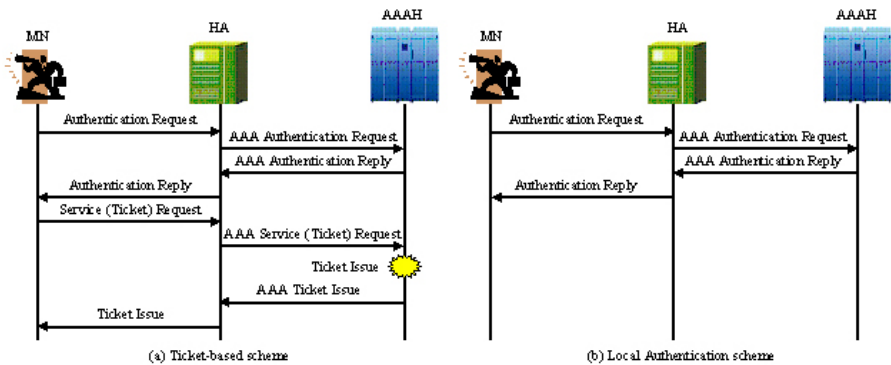 MN
HA
AAAH
Authentication Request
AAA Authentication Request
AAA Authentication Reply
Authentication Reply
Service (Ticket) Request
AAA Service (Ticket) Request
Ticket Issue
AAA Ticket Issue
Ticket Issue
(a) Ticket-based scheme
MN
HA
AAAH
Authentication Request
AAA Authentication Request
AAA Authentication Reply
Authentication Reply
(b) Local Authentication scheme